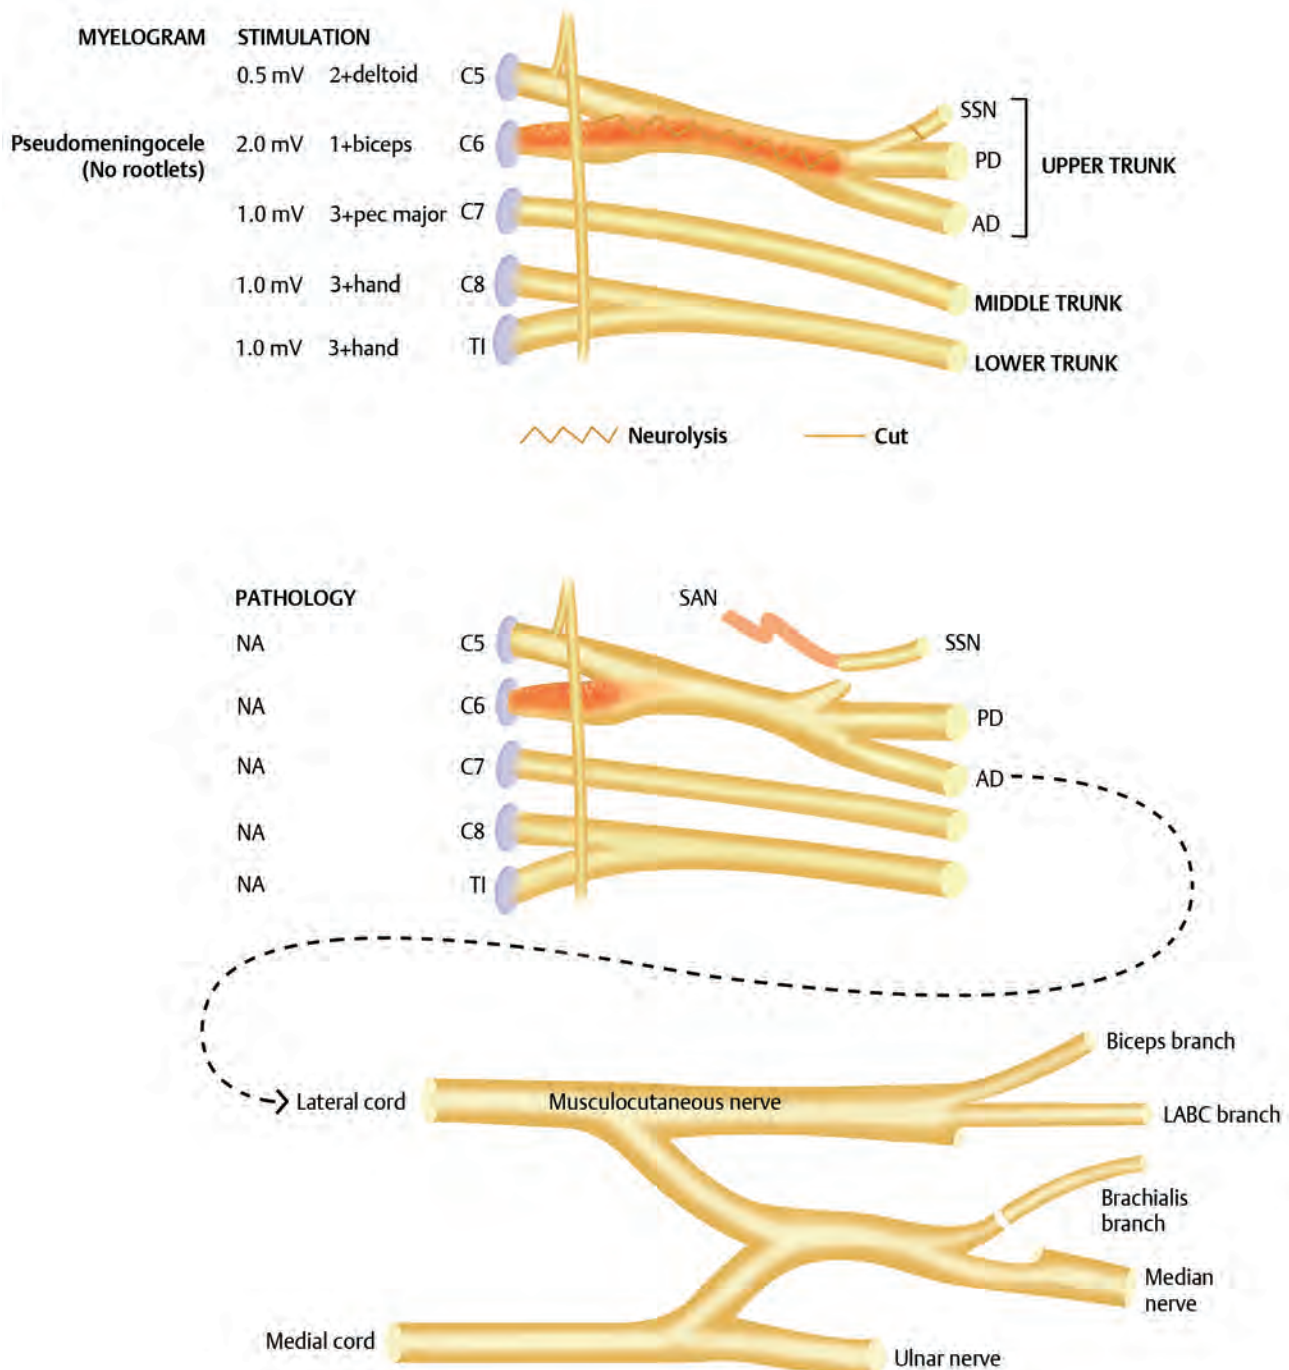 MYELOGRAM STIMULATION
0.5 mV 2+deltoid C5
SSN
Pseudomeningocele
(No rootlets)
2.0 mV 1+biceps C6
PD
UPPER TRUNK
1.0 mV 3+pec major C7
AD
1.0 mV 3+hand C8
MIDDLE TRUNK
1.0 mV 3+hand TI
LOWER TRUNK
Neurolysis Cut
PATHOLOGY
SAN
NA C5
SSN
NA C6
PD
NA C7
AD
NA C8
NA TI
Biceps branch
Lateral cord Musculocutaneous nerve
LABC branch
Brachialis
branch
Median
nerve
Medial cord
Ulnar nerve